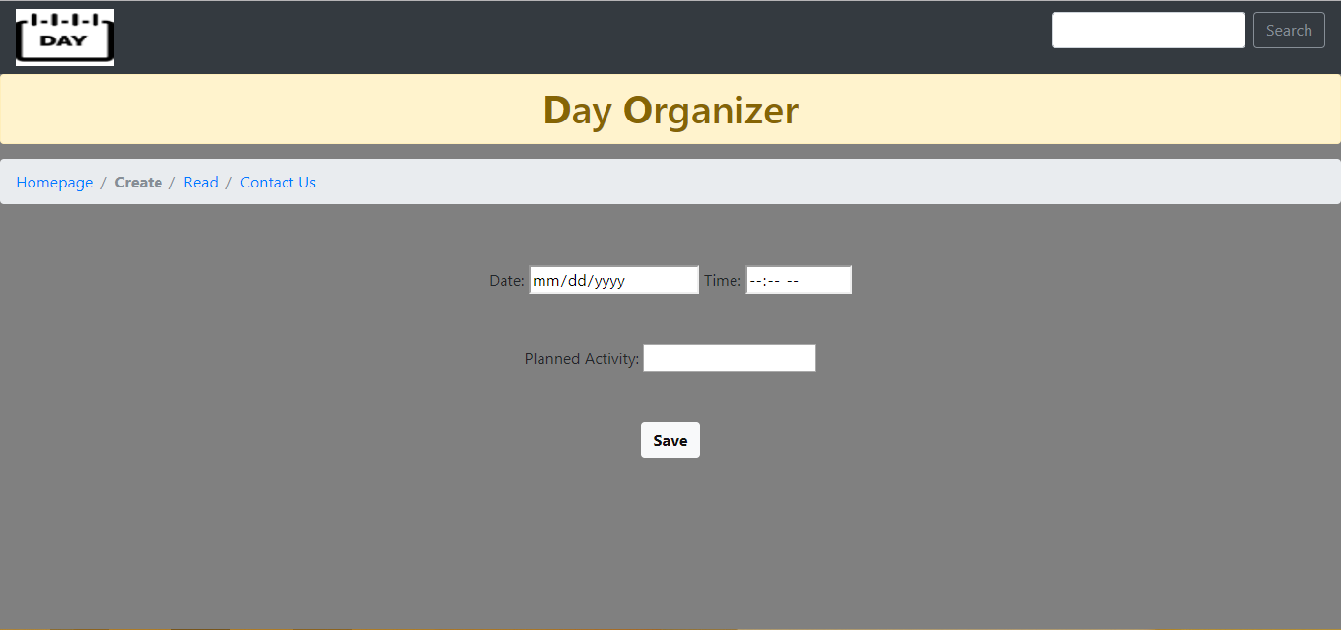 DAY
Search
Day Organizer
Homepage / Create / Read / Contact Us
Date: mm/dd/yyyy Time: --:-- --
Planned Activity:
Save